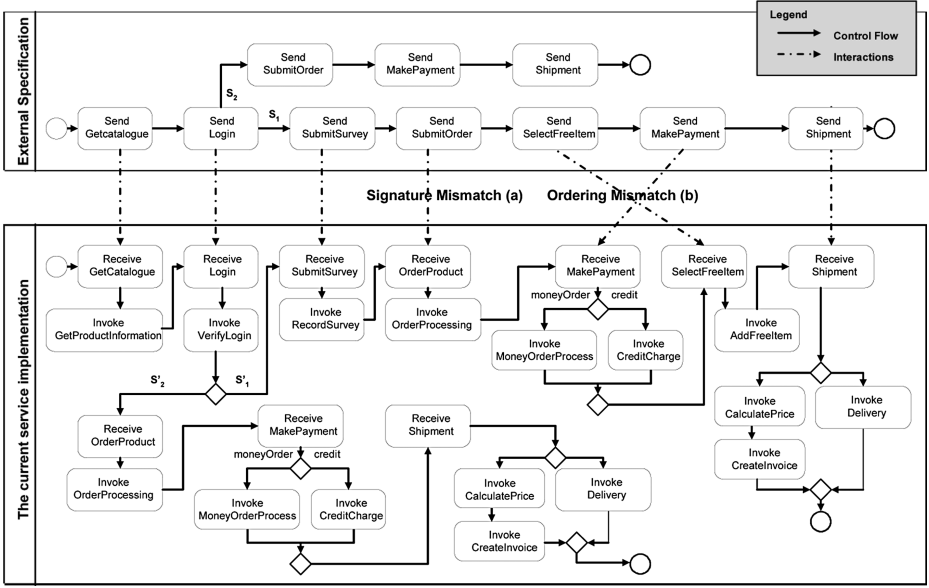 Legend
Control Flow
Interactions
External Specification
Send
SubmitOrder
Send
MakePayment
Send
Shipment
S2
S1
Send
Getcatalogue
Send
Login
Send
SubmitSurvey
Send
SubmitOrder
Send
SelectFreeItem
Send
MakePayment
Send
Shipment
Signature Mismatch (a)
Ordering Mismatch (b)
The current service implementation
Receive
GetCatalogue
Receive
Login
Receive
SubmitSurvey
Receive
OrderProduct
Receive
MakePayment
Receive
SelectFreeItem
Receive
Shipment
moneyOrder
credit
Invoke
GetProductInformation
Invoke
VerifyLogin
Invoke
RecordSurvey
Invoke
OrderProcessing
Invoke
MoneyOrderProcess
Invoke
CreditCharge
Invoke
AddFreeItem
S'2
S'1
Invoke
CalculatePrice
Invoke
Delivery
Invoke
CreateInvoice
Receive
OrderProduct
Receive
MakePayment
Receive
Shipment
moneyOrder
credit
Invoke
OrderProcessing
Invoke
MoneyOrderProcess
Invoke
CreditCharge
Invoke
CalculatePrice
Invoke
Delivery
Invoke
CreateInvoice